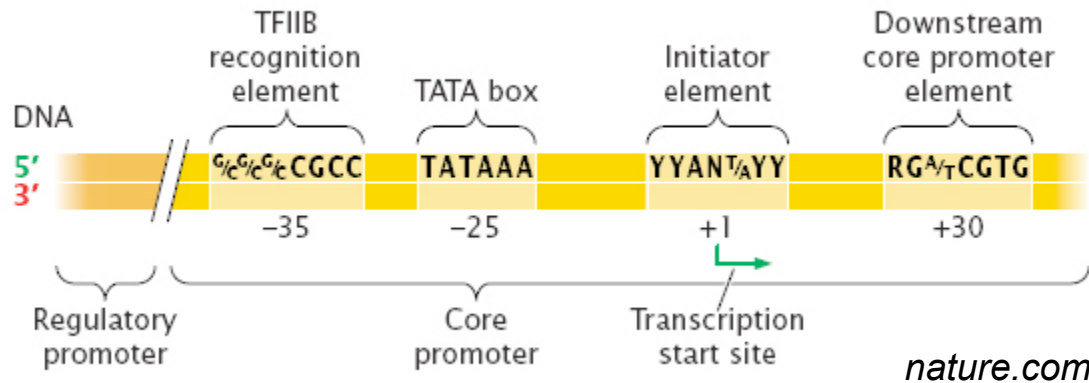 TFIIB
recognition
element
TATA box
Initiator
element
Downstream
core promoter
element
DNA
5'
3'
G/CG/CG/CCGCC
TATAAA
YYANT/AYY
RGA/TCGTG
–35
–25
+1
+30
Regulatory
promoter
Core
promoter
Transcription
start site
nature.com